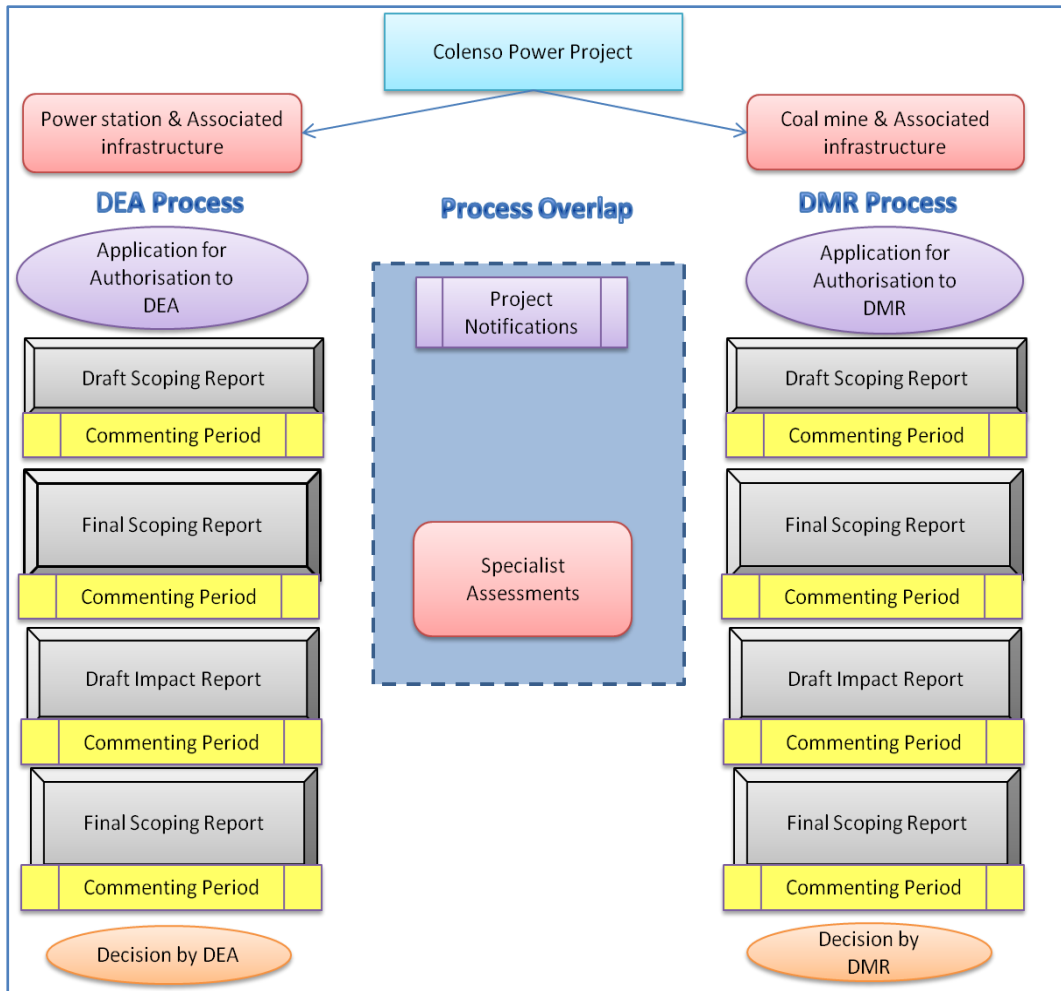 Colenso Power Project
Power station & Associated
infrastructure
Coal mine & Associated
infrastructure
DEA Process
Process Overlap
DMR Process
Application for
Authorisation to
DEA
Project
Notifications
Application for
Authorisation to
DMR
Draft Scoping Report
Commenting Period
Draft Scoping Report
Commenting Period
Final Scoping Report
Commenting Period
Specialist
Assessments
Final Scoping Report
Commenting Period
Draft Impact Report
Commenting Period
Draft Impact Report
Commenting Period
Final Scoping Report
Commenting Period
Final Scoping Report
Commenting Period
Decision by DEA
Decision by
DMR